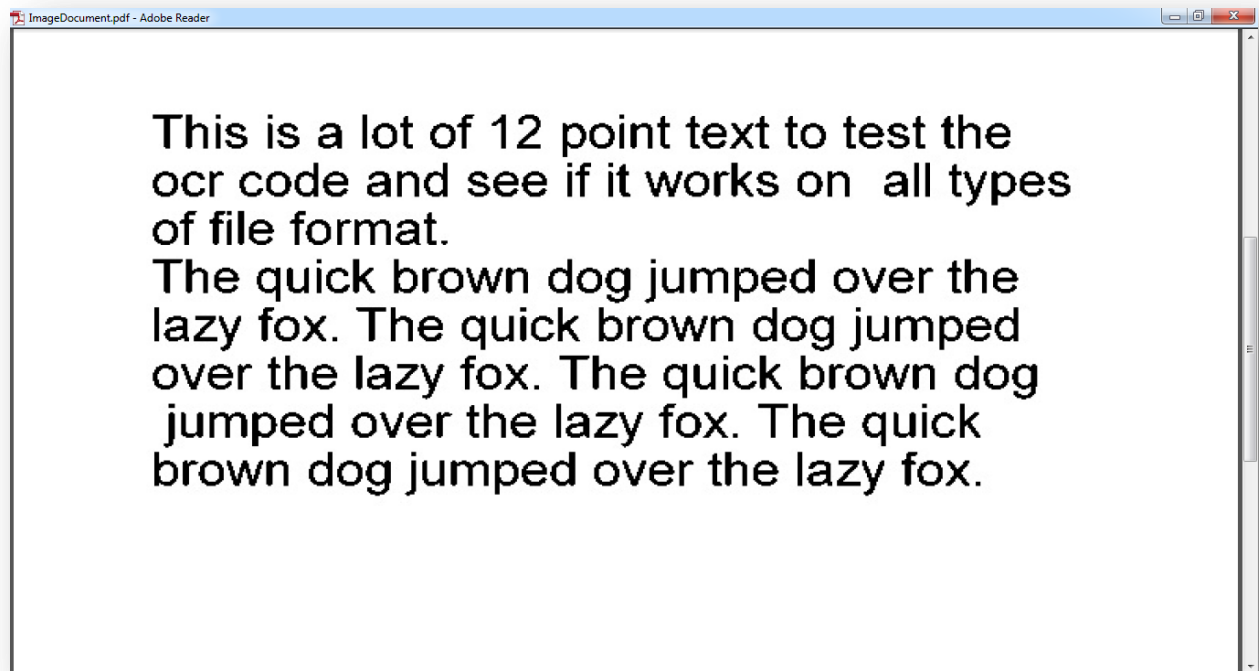 ImageDocument.pdf - Adobe Reader
This is a lot of 12 point text to test the
ocr code and see if it works on  all types
of file format.
The quick brown dog jumped over the
lazy fox. The quick brown dog jumped
over the lazy fox. The quick brown dog
 jumped over the lazy fox. The quick
brown dog jumped over the lazy fox.